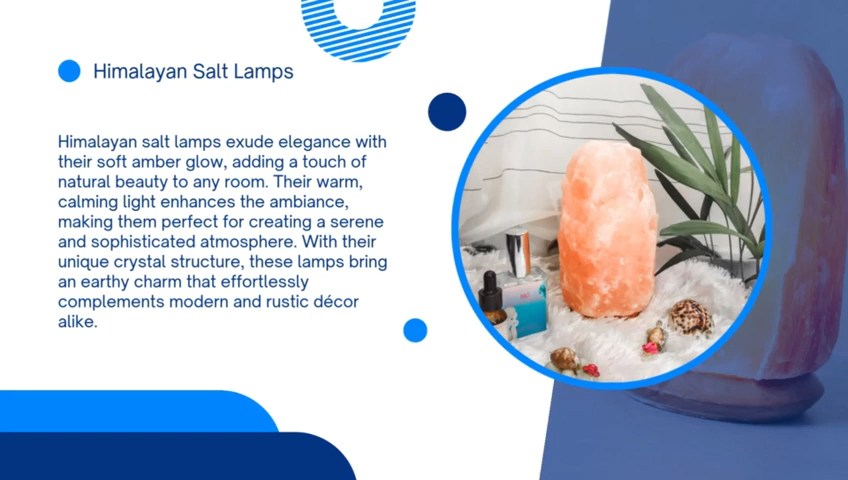 Himalayan Salt Lamps
Himalayan salt lamps exude elegance with
their soft amber glow, adding a touch of
natural beauty to any room. Their warm,
calming light enhances the ambiance,
making them perfect for creating a serene
and sophisticated atmosphere. With their
unique crystal structure, these lamps bring
an earthy charm that effortlessly
complements modern and rustic décor
alike.